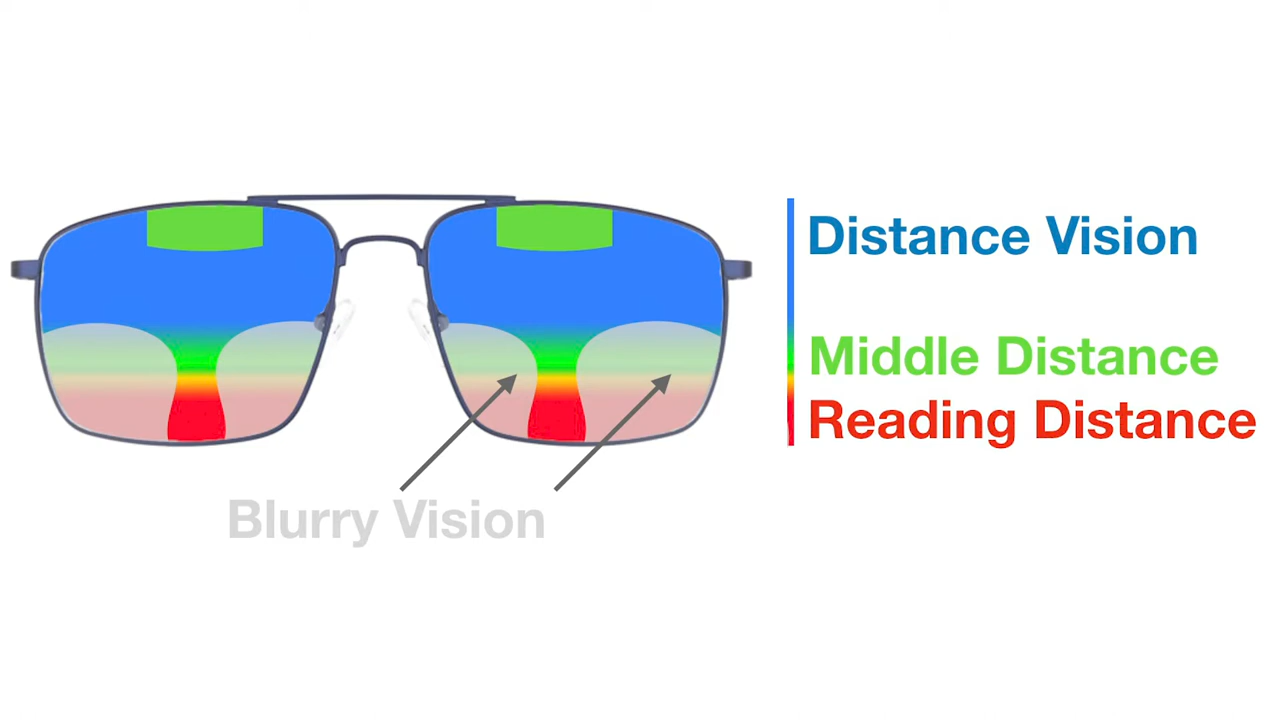 Distance Vision
Middle Distance
Reading Distance
Blurry Vision